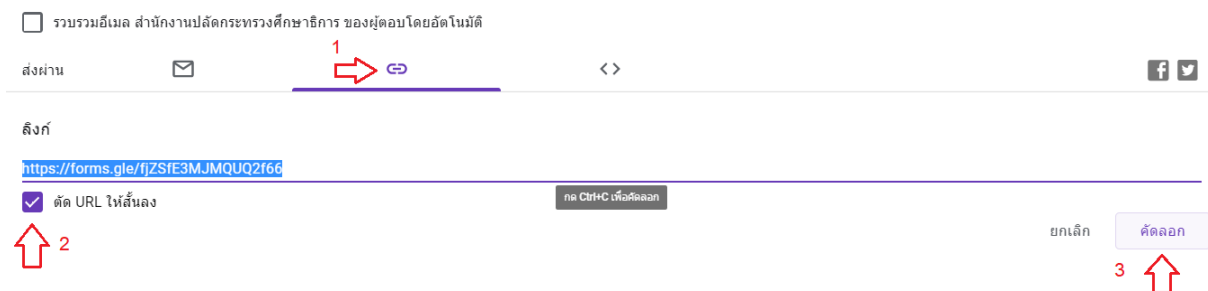 รวบรวมอีเมล สำนักงานปลัดกระทรวงศึกษาธิการ ของผู้ตอบโดยอัตโนมัติ
1
ส่งผ่าน
ลิงก์
https://forms.gle/fjZSfE3MJMQUQ2f66
ตัด URL ให้สั้นลง
กด Ctrl+C เพื่อคัดลอก
2
ยกเลิก คัดลอก
3